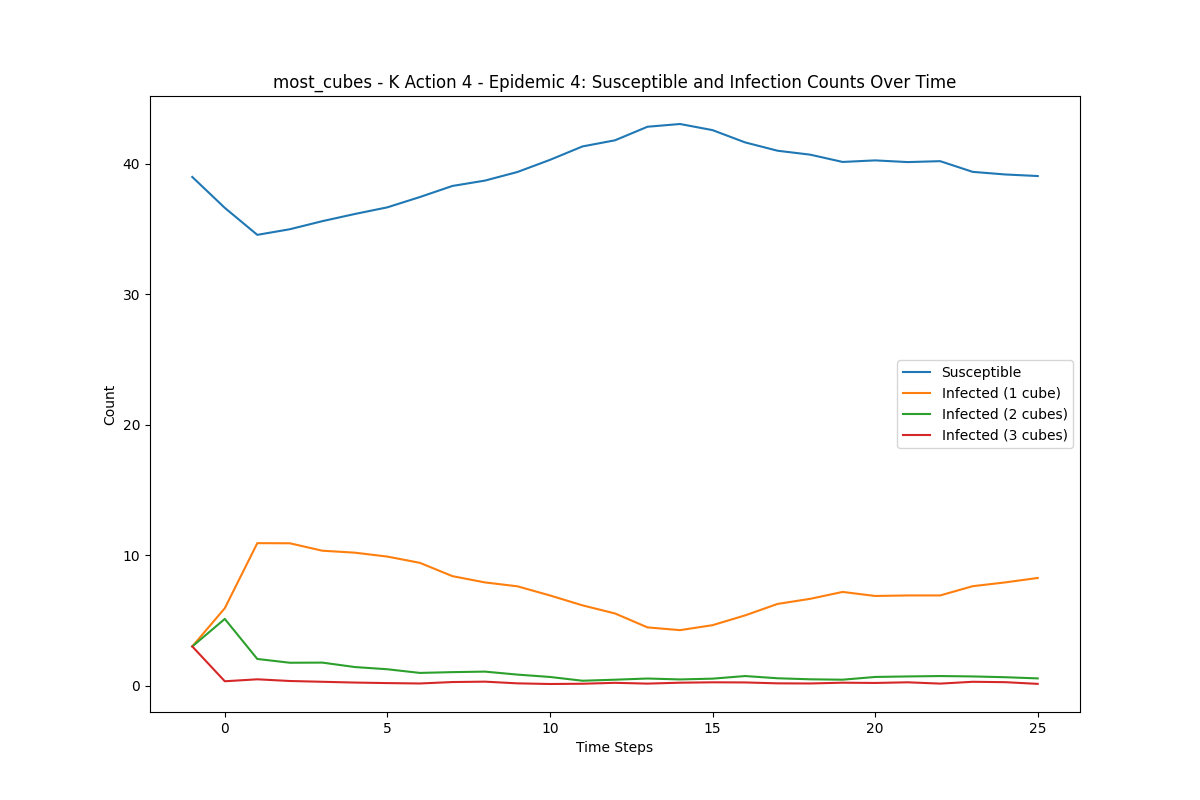 most_cubes - K Action 4 - Epidemic 4: Susceptible and Infection Counts Over Time
40
30
20
10
0
Count
Susceptible
Infected (1 cube)
Infected (2 cubes)
Infected (3 cubes)
0 5 10 15 20 25
Time Steps